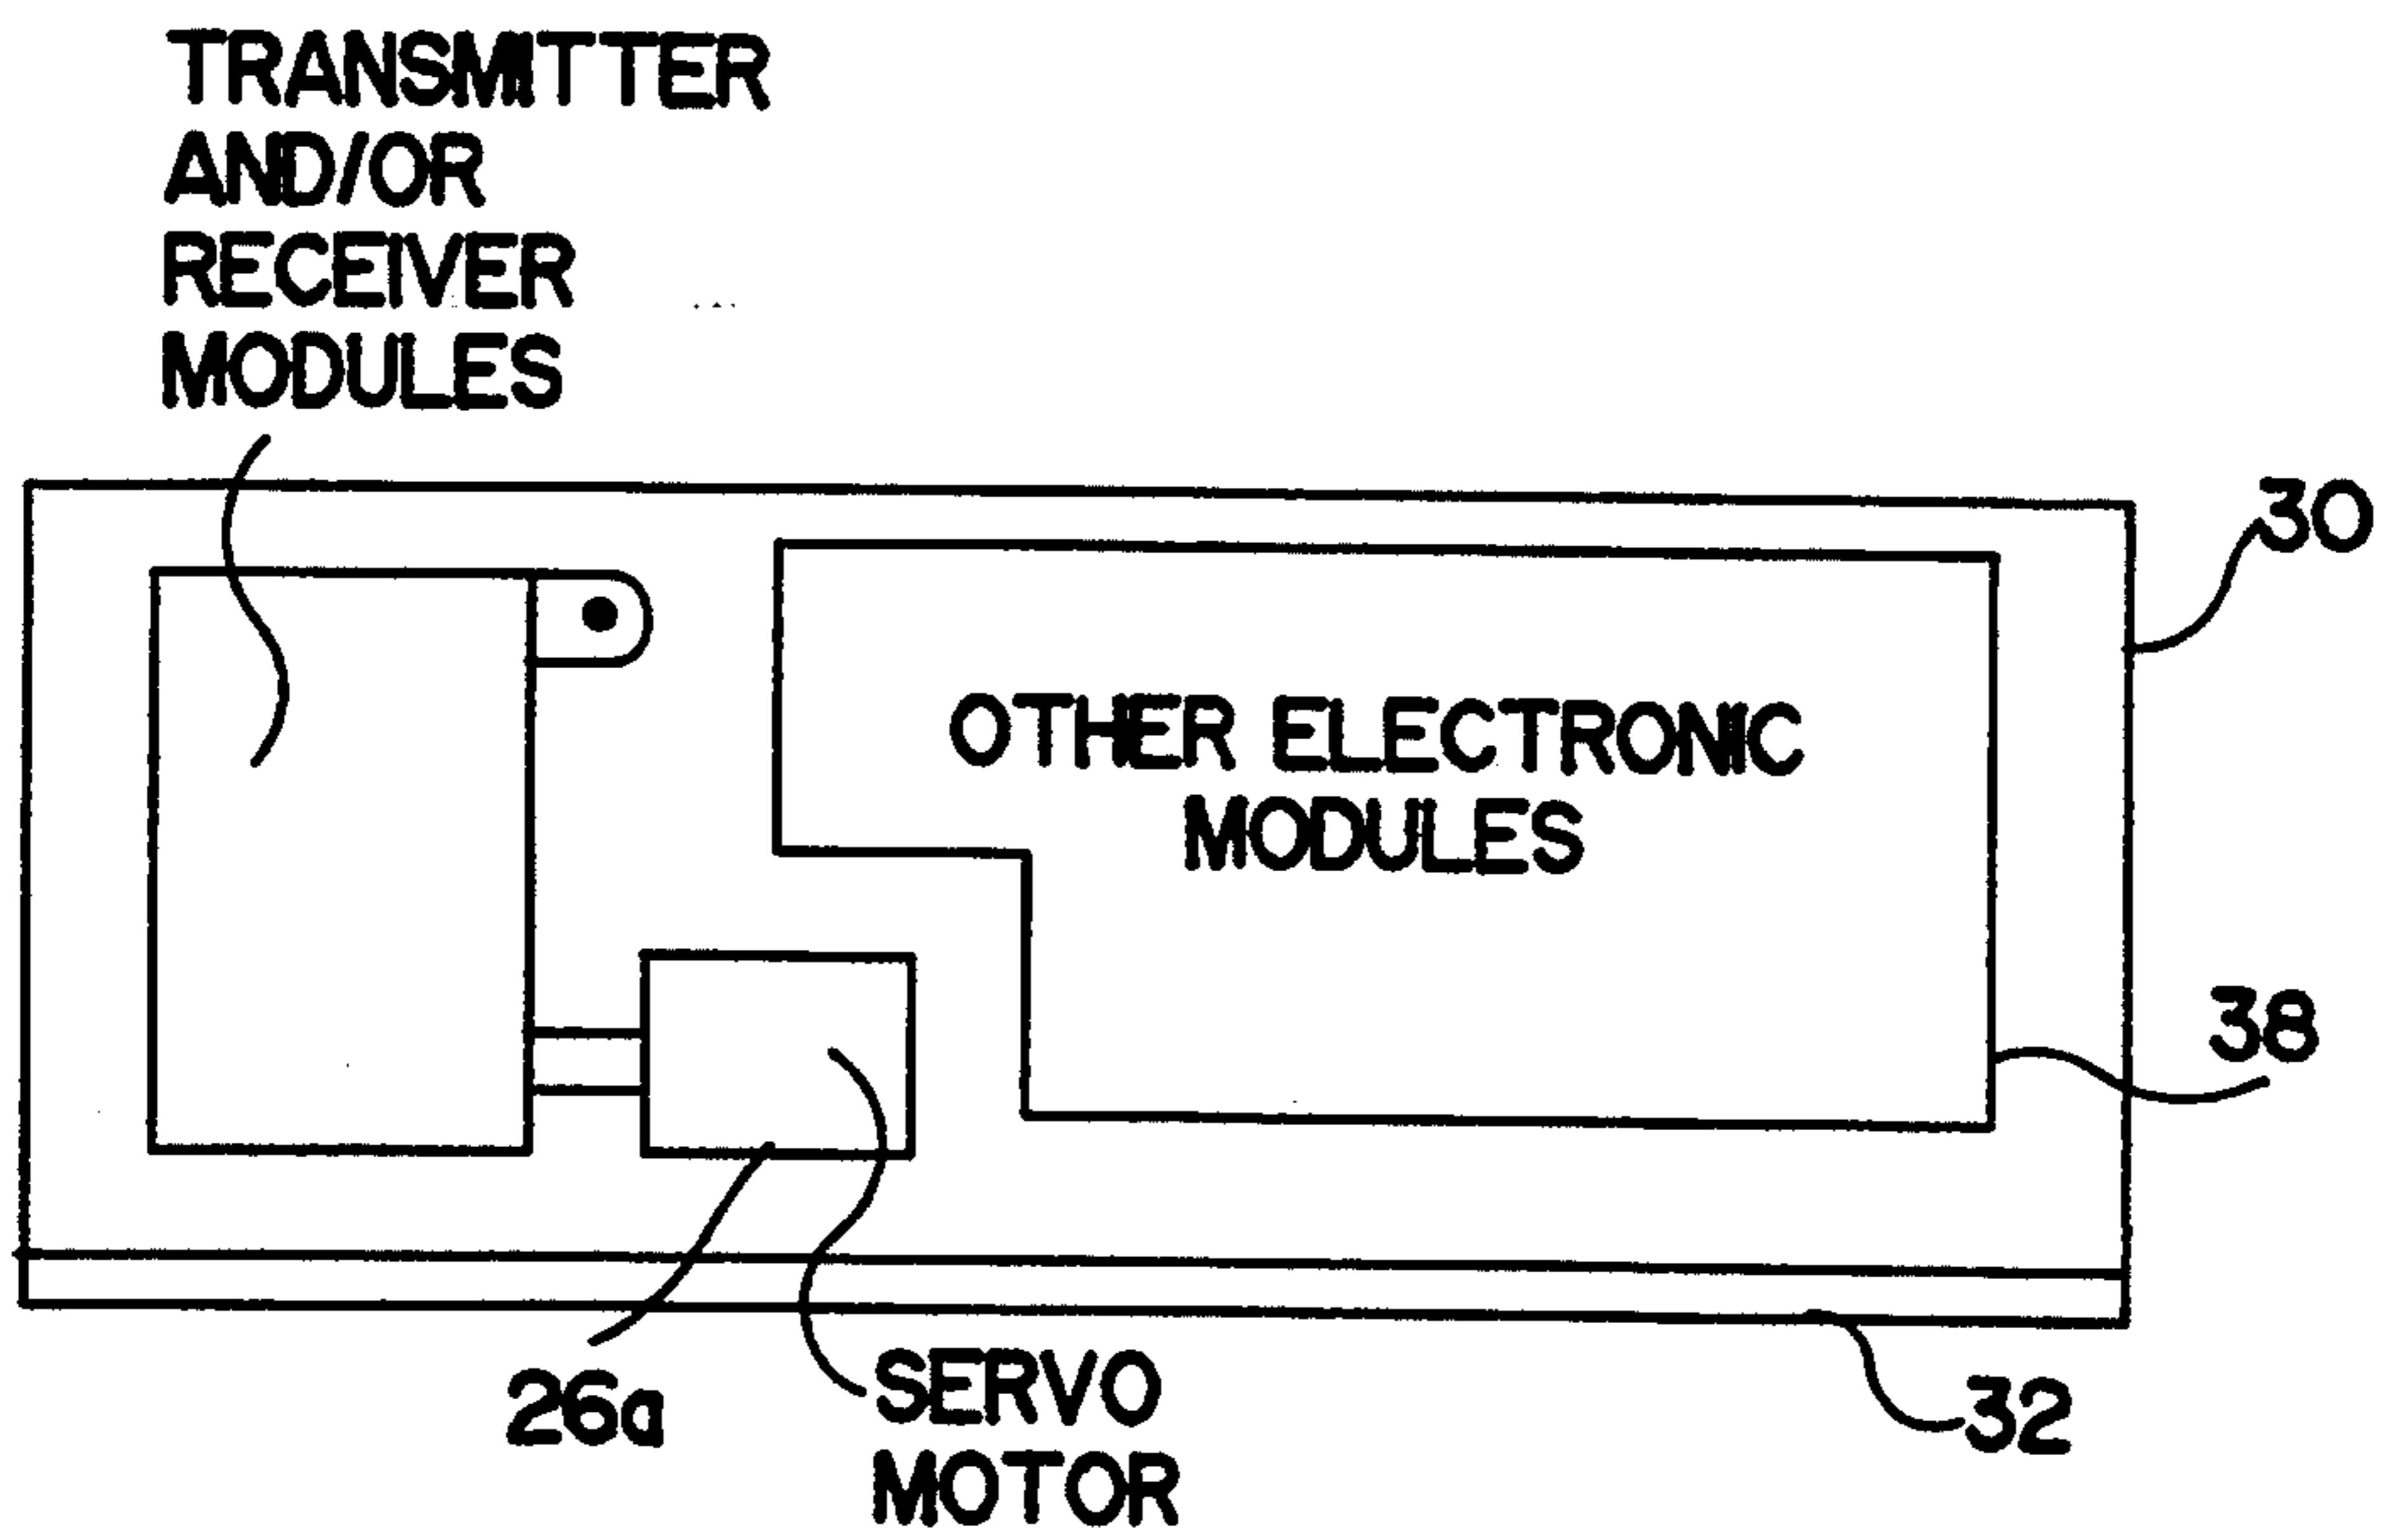 TRANSMITTER
AND/OR
RECEIVER
MODULES
30
OTHER ELECTRONIC
MODULES
38
26a
SERVO
MOTOR
32